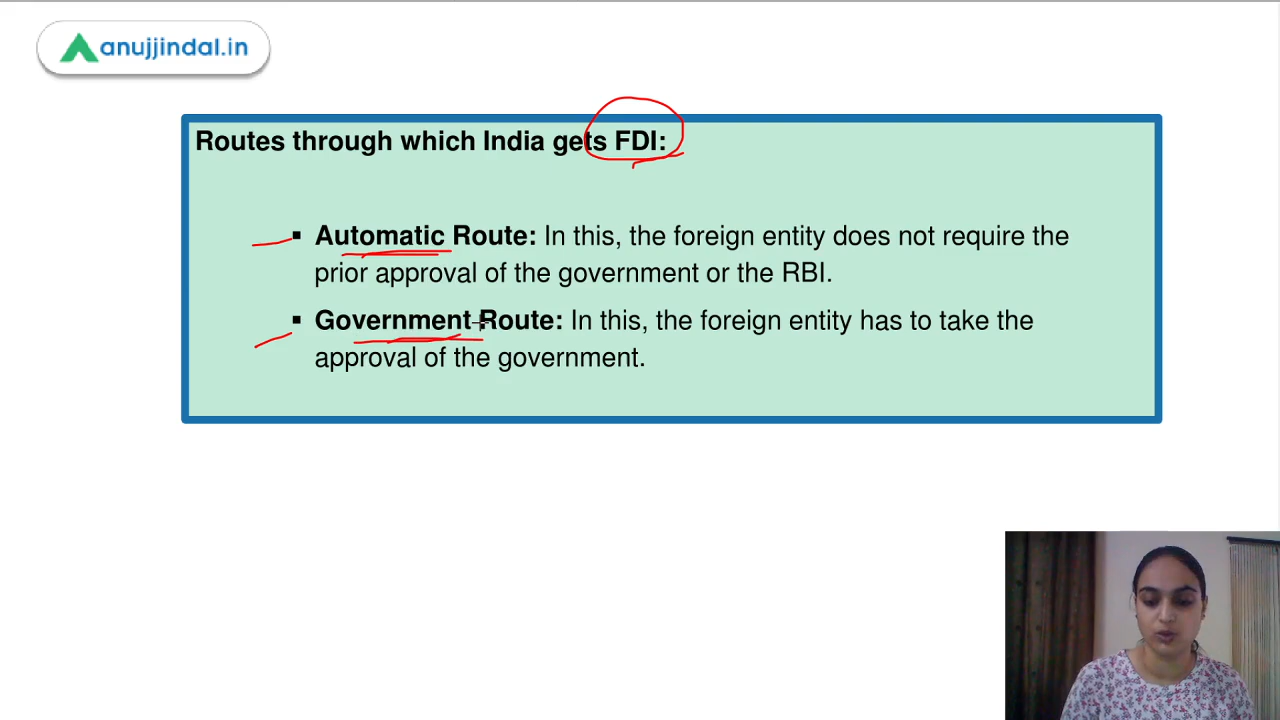 anujjindal.in
Routes through which India gets FDI:
▪ Automatic Route: In this, the foreign entity does not require the
prior approval of the government or the RBI.
▪ Government Route: In this, the foreign entity has to take the
approval of the government.